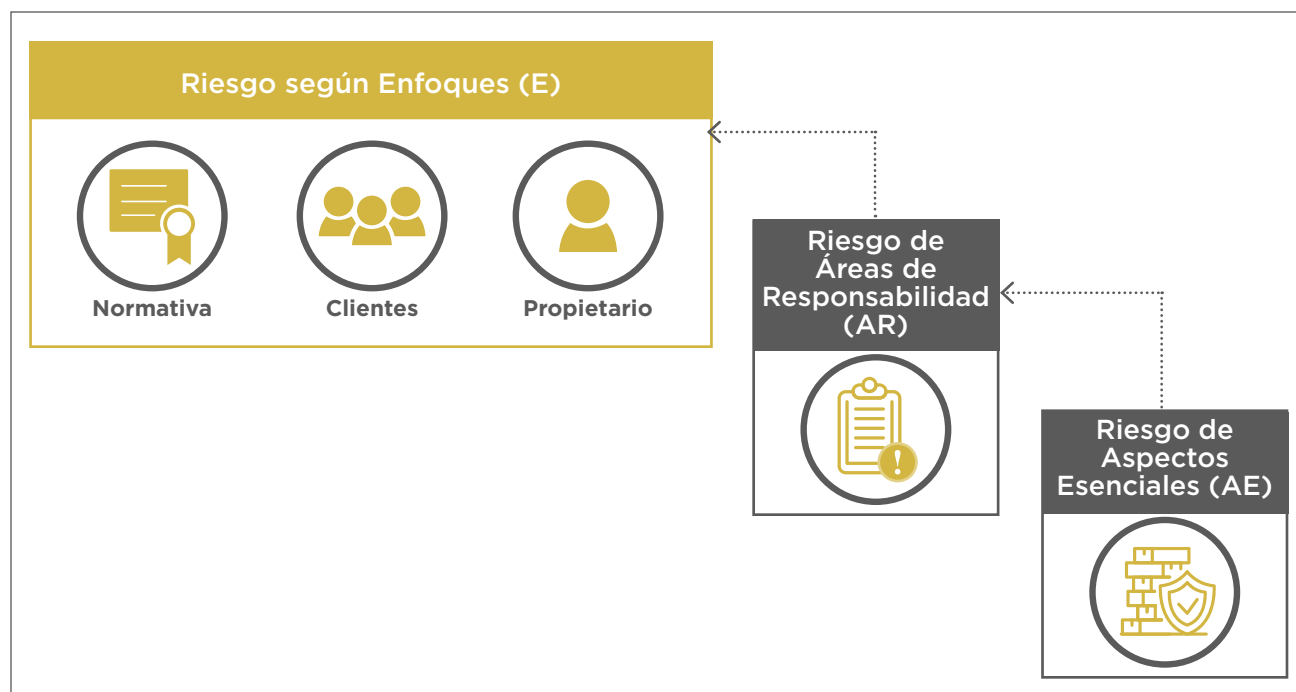 Riesgo según Enfoques (E)
Normativa
Clientes
Propietario
Riesgo de
Áreas de
Responsabilidad
(AR)
!
Riesgo de
Aspectos
Esenciales (AE)